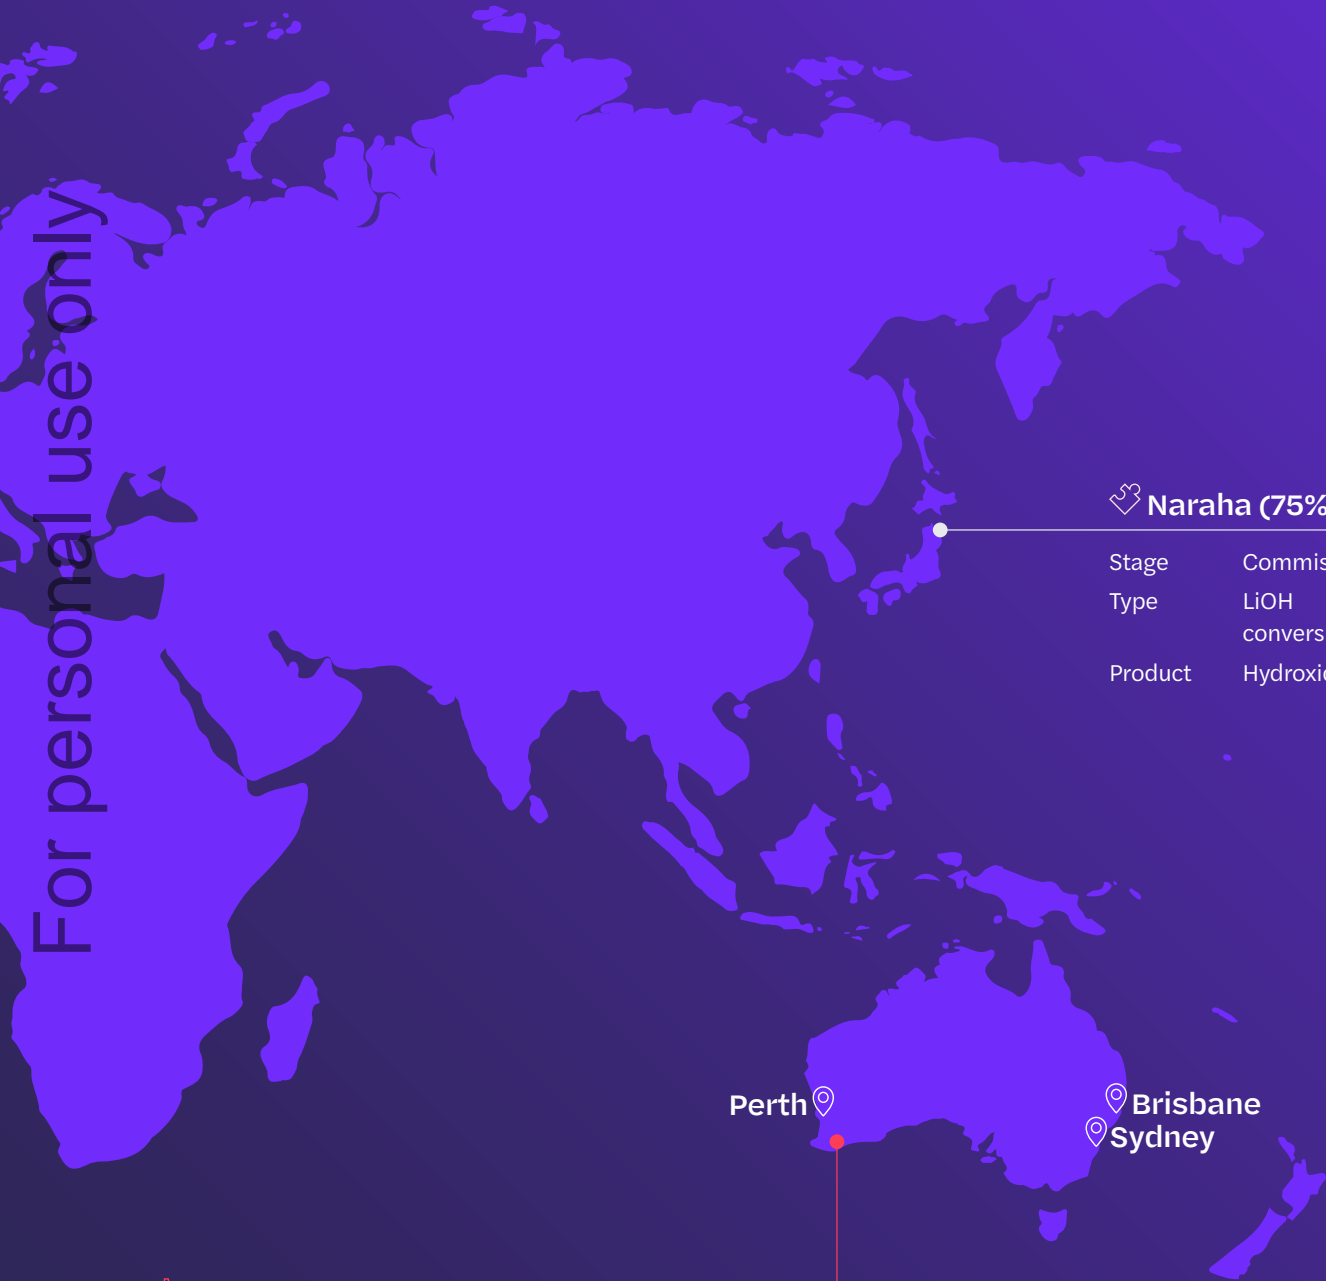 For personal use only
Naraha (75%
Stage Commis
Type LiOH
convers
Product Hydroxi
Perth
Brisbane
Sydney